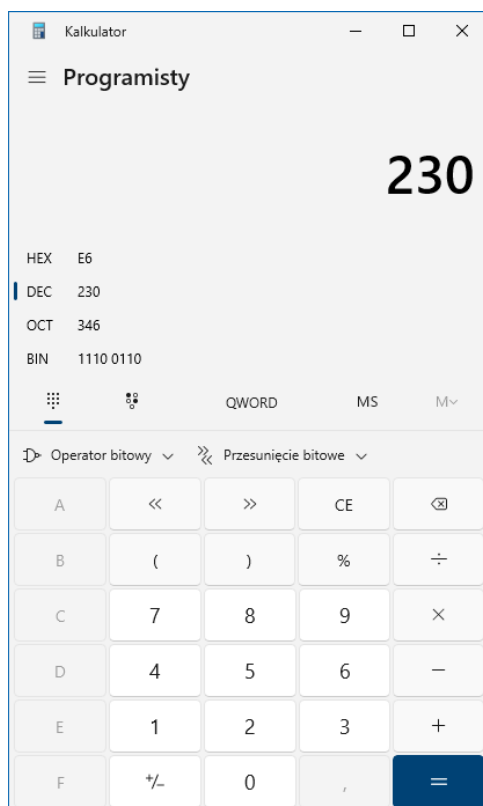 Kalkulator
Programisty
230
HEX E6
DEC 230
OCT 346
BIN 1110 0110
QWORD MS M
Operator bitowy Przesunięcie bitowe
A « » CE
B ( ) % ÷
C 7 8 9 ×
D 4 5 6 −
E 1 2 3 +
F +/− 0 , =